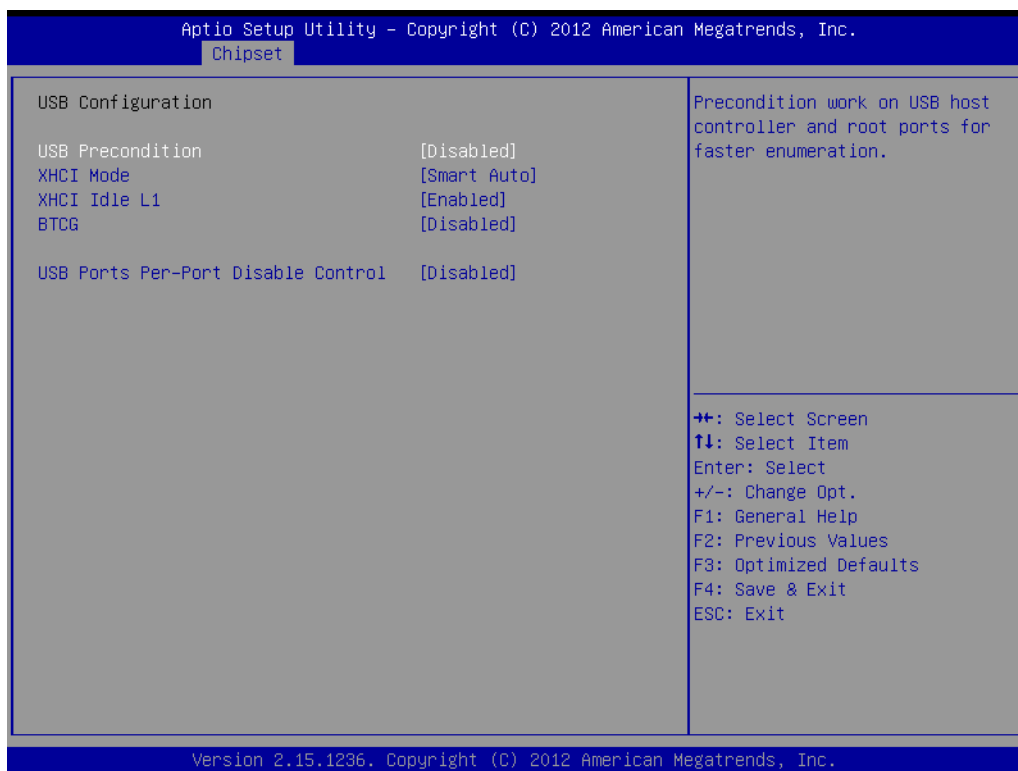 Aptio Setup Utility – Copyright (C) 2012 American Megatrends, Inc.
Chipset
USB Configuration
USB Precondition [Disabled]
XHCI Mode [Smart Auto]
XHCI Idle L1 [Enabled]
BTCG [Disabled]
USB Ports Per-Port Disable Control [Disabled]
Precondition work on USB host
controller and root ports for
faster enumeration.
→←: Select Screen
↑↓: Select Item
Enter: Select
+/-: Change Opt.
F1: General Help
F2: Previous Values
F3: Optimized Defaults
F4: Save & Exit
ESC: Exit
Version 2.15.1236. Copyright (C) 2012 American Megatrends, Inc.